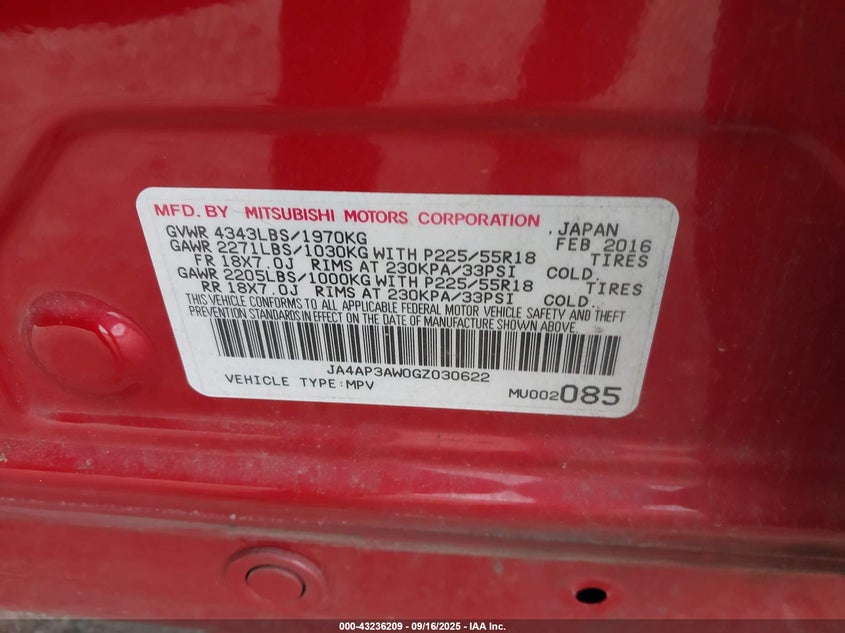 MFD. BY MITSUBISHI MOTORS CORPORATION , JAPAN
GVWR 4343LBS/1970KG FEB 2016
GAWR 2271LBS/1030KG WITH P225/55R18 TIRES
FR 18X7.0J RIMS AT 230KPA/33PSI COLD.
GAWR 2205LBS/1000KG WITH P225/55R18 TIRES
RR 18X7.0J RIMS AT 230KPA/33PSI COLD.
THIS VEHICLE CONFORMS TO ALL APPLICABLE FEDERAL MOTOR VEHICLE SAFETY AND THEFT
PREVENTION STANDARDS IN EFFECT ON THE DATE OF MANUFACTURE SHOWN ABOVE.
JA4AP3AW0GZ030622
VEHICLE TYPE:MPV MU002085
000-43236209 - 09/16/2025 - IAA Inc.